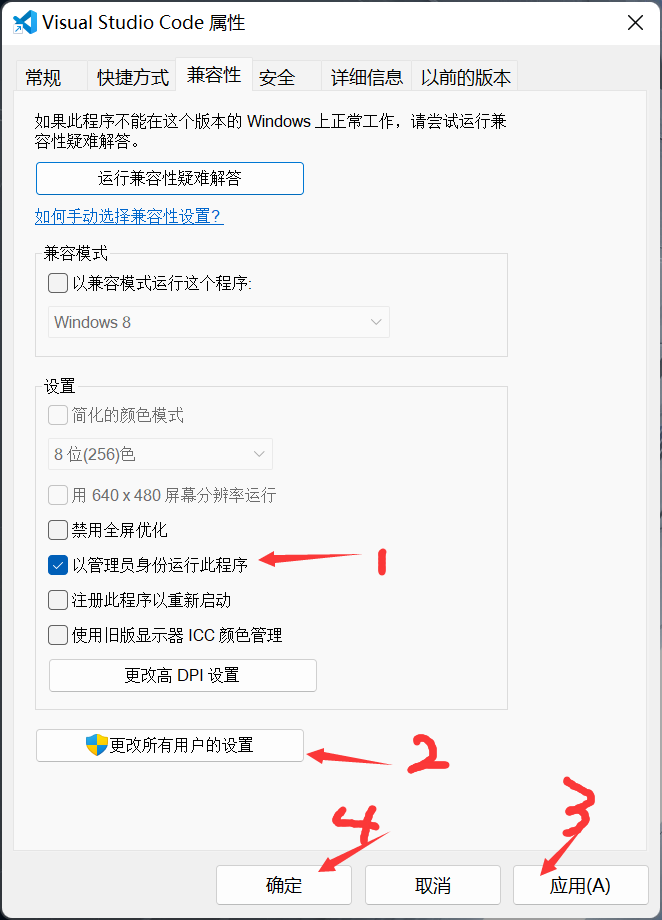 Visual Studio Code 属性
常规 快捷方式 兼容性 安全 详细信息 以前的版本
如果此程序不能在这个版本的 Windows 上正常工作，请尝试运行兼
容性疑难解答。
运行兼容性疑难解答
如何手动选择兼容性设置?
兼容模式
以兼容模式运行这个程序:
Windows 8
设置
简化的颜色模式
8 位(256)色
用 640 x 480 屏幕分辨率运行
禁用全屏优化
以管理员身份运行此程序 1
注册此程序以重新启动
使用旧版显示器 ICC 颜色管理
更改高 DPI 设置
更改所有用户的设置 2
4 3
确定 取消 应用(A)